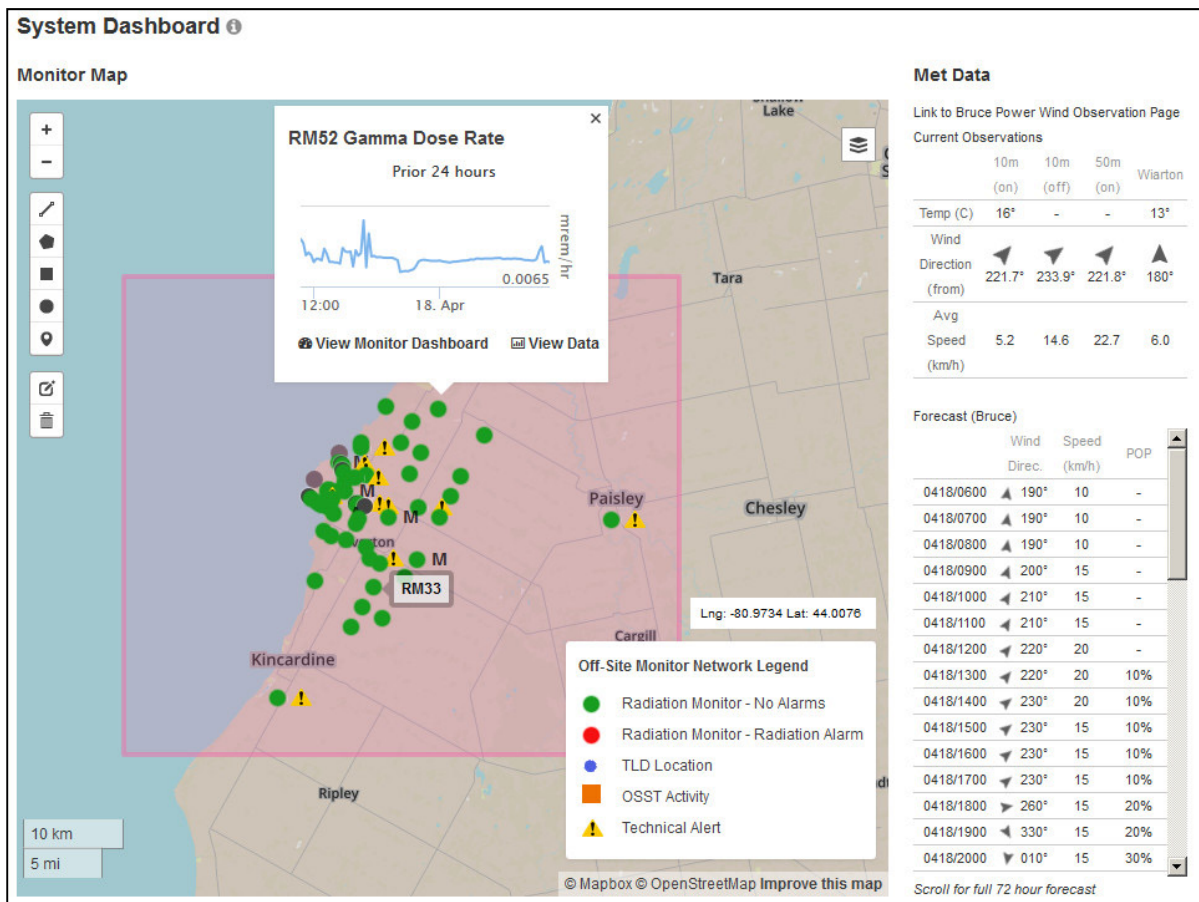 System Dashboard
Monitor Map
RM52 Gamma Dose Rate
Prior 24 hours
mrem/hr
0.0065
12:00 18. Apr
View Monitor Dashboard View Data
Lake
Tara
Paisley
Chesley
M
M
M
M
RM33
Lng: -80.9734 Lat: 44.0076
Cargill
Kincardine
Ripley
Off-Site Monitor Network Legend
Radiation Monitor - No Alarms
Radiation Monitor - Radiation Alarm
TLD Location
OSST Activity
Technical Alert
10 km
5 mi
© Mapbox © OpenStreetMap Improve this map
Met Data
Link to Bruce Power Wind Observation Page
Current Observations
10m 10m 50m Wiarton
(on) (off) (on)
Temp (C) 16° - - 13°
Wind
Direction
(from)
221.7° 233.9° 221.8° 180°
Avg
Speed 5.2 14.6 22.7 6.0
(km/h)
Forecast (Bruce)
Wind Speed POP
Direc. (km/h)
0418/0600 190° 10 -
0418/0700 190° 10 -
0418/0800 190° 10 -
0418/0900 200° 15 -
0418/1000 210° 15 -
0418/1100 210° 15 -
0418/1200 220° 20 -
0418/1300 220° 20 10%
0418/1400 230° 20 10%
0418/1500 230° 15 10%
0418/1600 230° 15 10%
0418/1700 230° 15 10%
0418/1800 260° 15 20%
0418/1900 330° 15 20%
0418/2000 010° 15 30%
Scroll for full 72 hour forecast